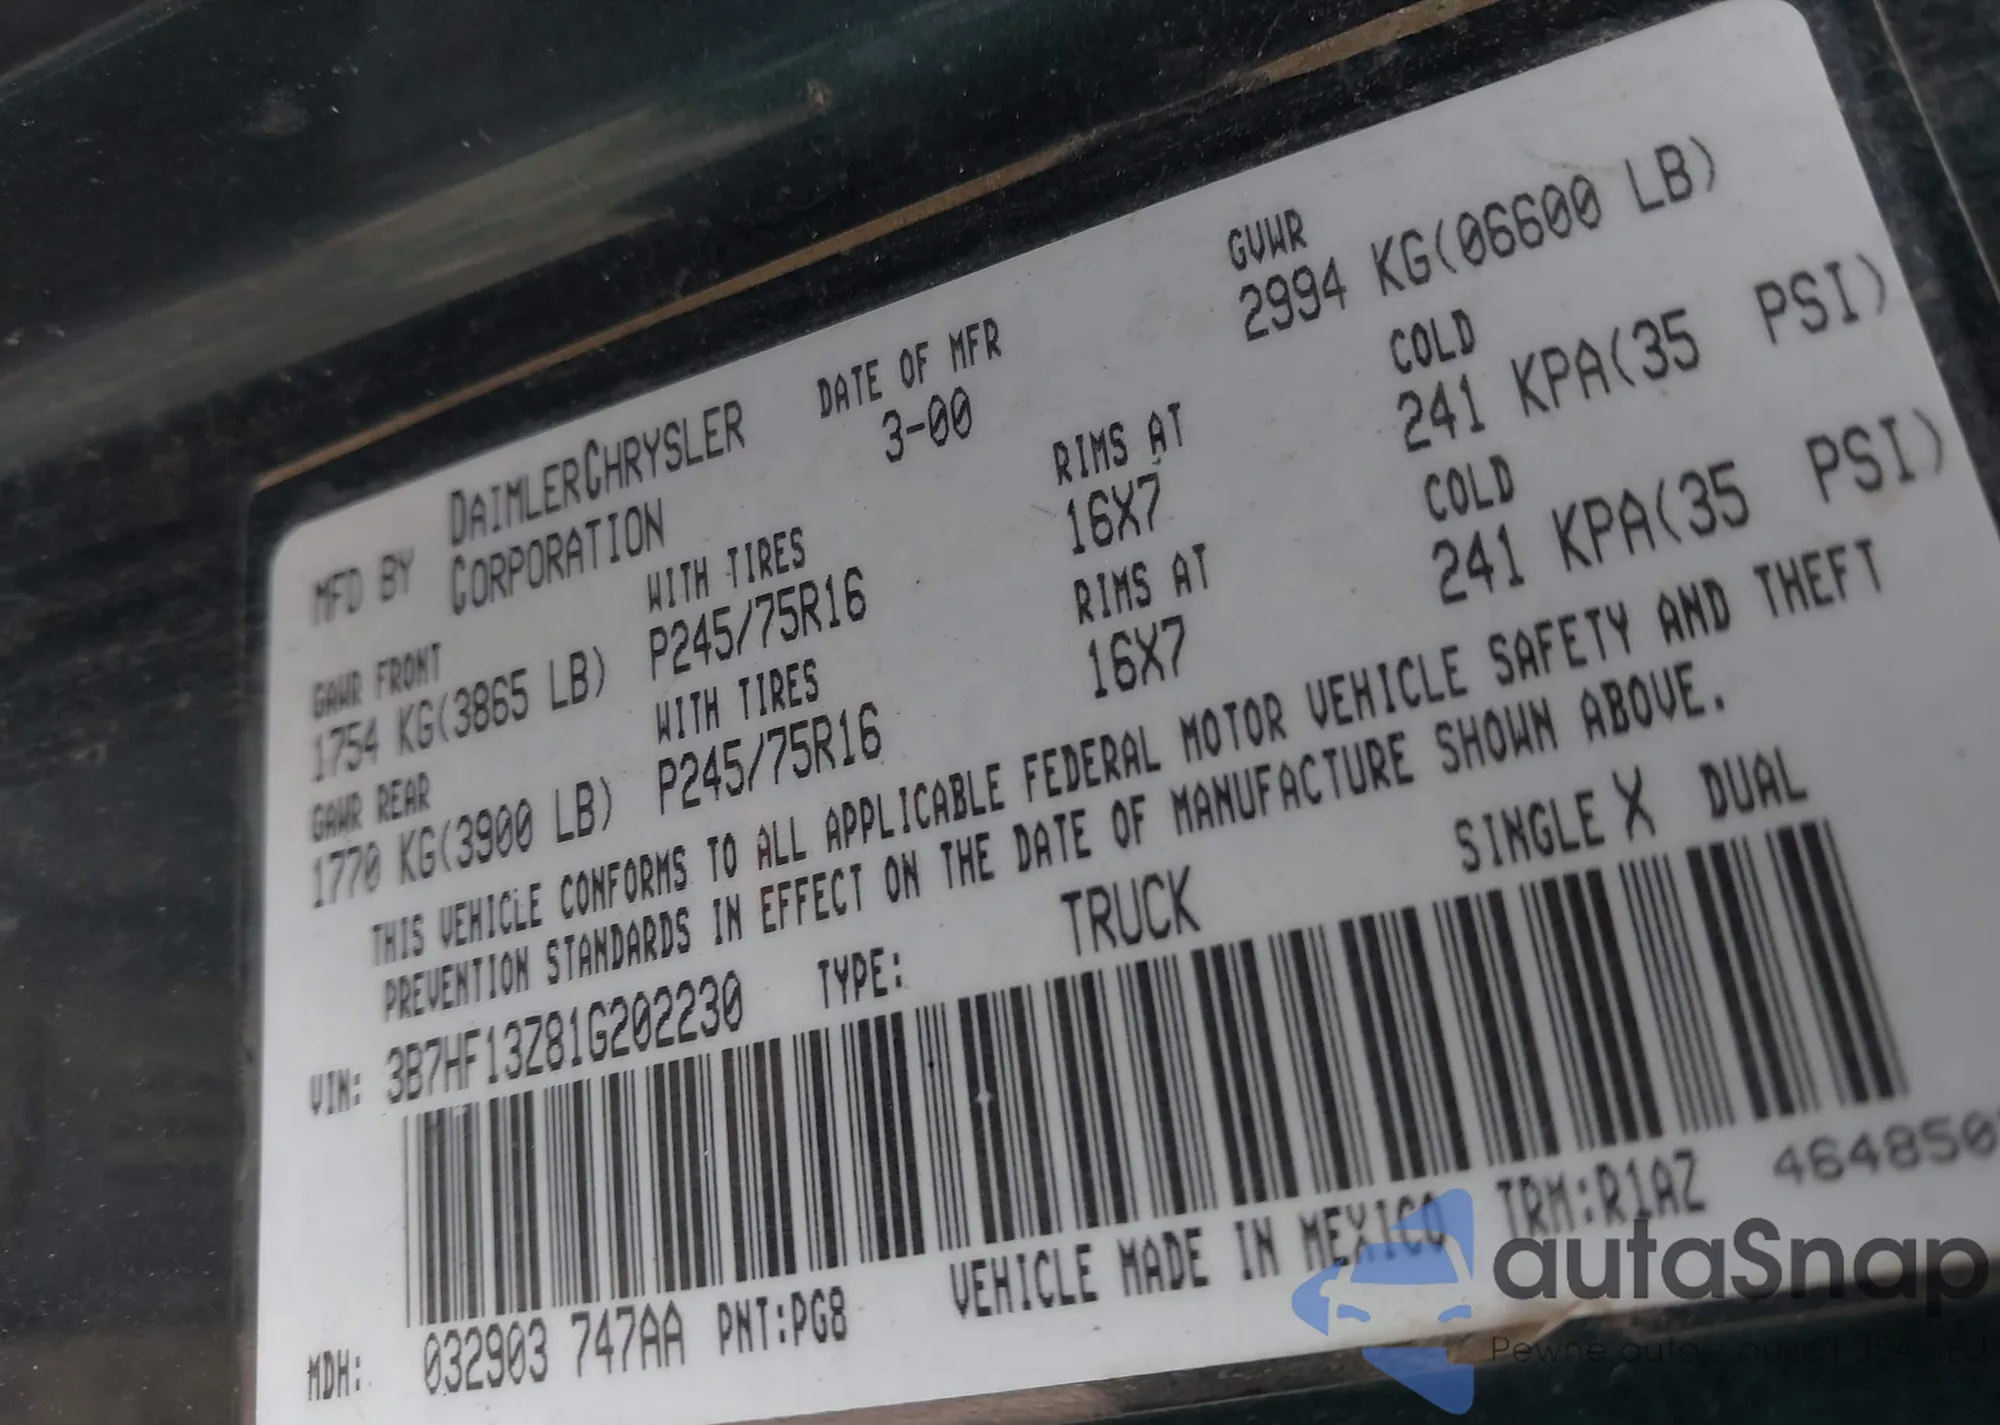 MFD BY DAIMLERCHRYSLER CORPORATION
DATE OF MFR
3-00
GVWR
2994 KG(06600 LB)
GAWR FRONT
1754 KG(3865 LB)
WITH TIRES
P245/75R16
RIMS AT
16X7
COLD
241 KPA(35 PSI)
GAWR REAR
1770 KG(3900 LB)
WITH TIRES
P245/75R16
RIMS AT
16X7
COLD
241 KPA(35 PSI)
THIS VEHICLE CONFORMS TO ALL APPLICABLE FEDERAL MOTOR VEHICLE SAFETY AND THEFT
PREVENTION STANDARDS IN EFFECT ON THE DATE OF MANUFACTURE SHOWN ABOVE.
VIN: 3B7HF13Z81G202230 TYPE: TRUCK SINGLE X DUAL
MDH: 032903 747AA PNT:PG8 VEHICLE MADE IN MEXICO TRM:R1AZ
autaSnap
Pewne auta z